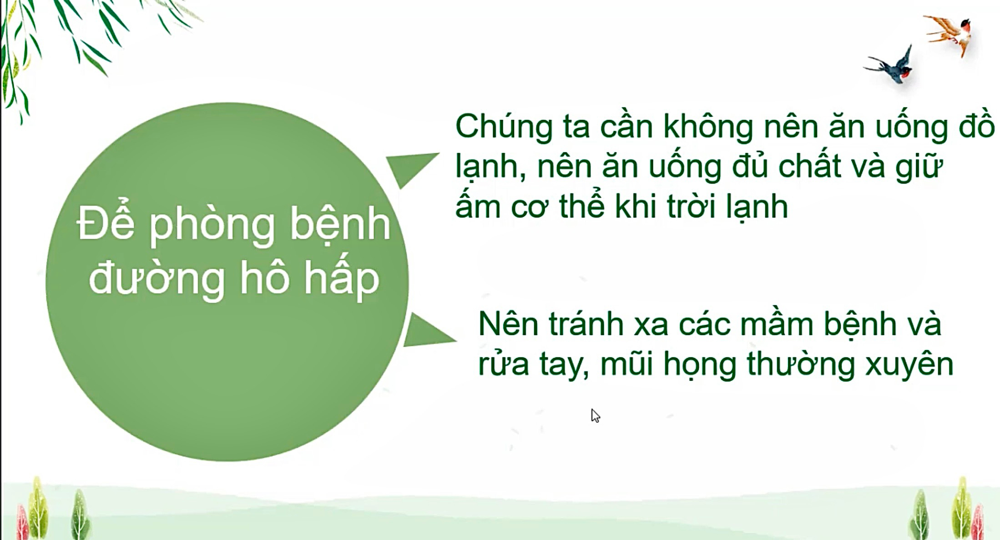 Để phòng bệnh
đường hô hấp
Chúng ta cần không nên ăn uống đồ
lạnh, nên ăn uống đủ chất và giữ
ấm cơ thể khi trời lạnh
Nên tránh xa các mầm bệnh và
rửa tay, mũi họng thường xuyên